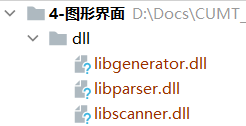 4-图形界面 D:\Docs\CUMT_
dll
libgenerator.dll
libparser.dll
libscanner.dll